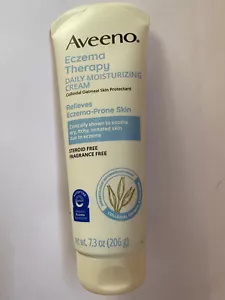 Aveeno.
Eczema
Therapy
DAILY MOISTURIZING
CREAM
Colloidal Oatmeal Skin Protectant
Relieves
Eczema-Prone Skin
Clinically shown to soothe
dry, itchy, irritated skin
due to eczema
STEROID FREE
FRAGRANCE FREE
COLLOIDAL
Net wt. 7.3 oz (206 g)